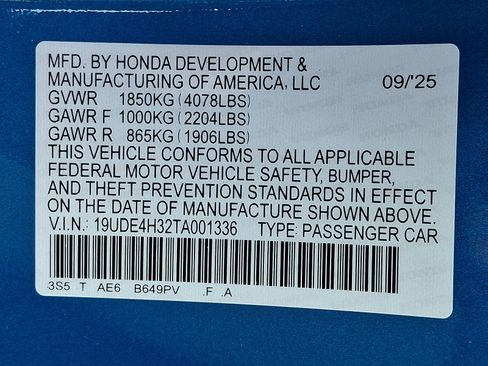 MFD. BY HONDA DEVELOPMENT &
MANUFACTURING OF AMERICA, LLC 09/'25
GVWR 1850KG (4078LBS)
GAWR F 1000KG (2204LBS)
GAWR R 865KG (1906LBS)
THIS VEHICLE CONFORMS TO ALL APPLICABLE
FEDERAL MOTOR VEHICLE SAFETY, BUMPER,
AND THEFT PREVENTION STANDARDS IN EFFECT
ON THE DATE OF MANUFACTURE SHOWN ABOVE.
V.I.N.: 19UDE4H32TA001336 TYPE: PASSENGER CAR
3S5 T AE6 B649PV .F .A